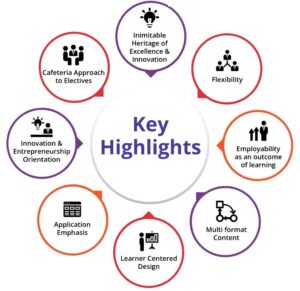 Inimitable
Heritage of
Excellence &
Innovation
Flexibility
Employability
as an outcome
of learning
Multi format
Content
Learner Centered
Design
Application
Emphasis
Innovation &
Entrepreneurship
Orientation
Cafeteria Approach
to Electives
Key
Highlights